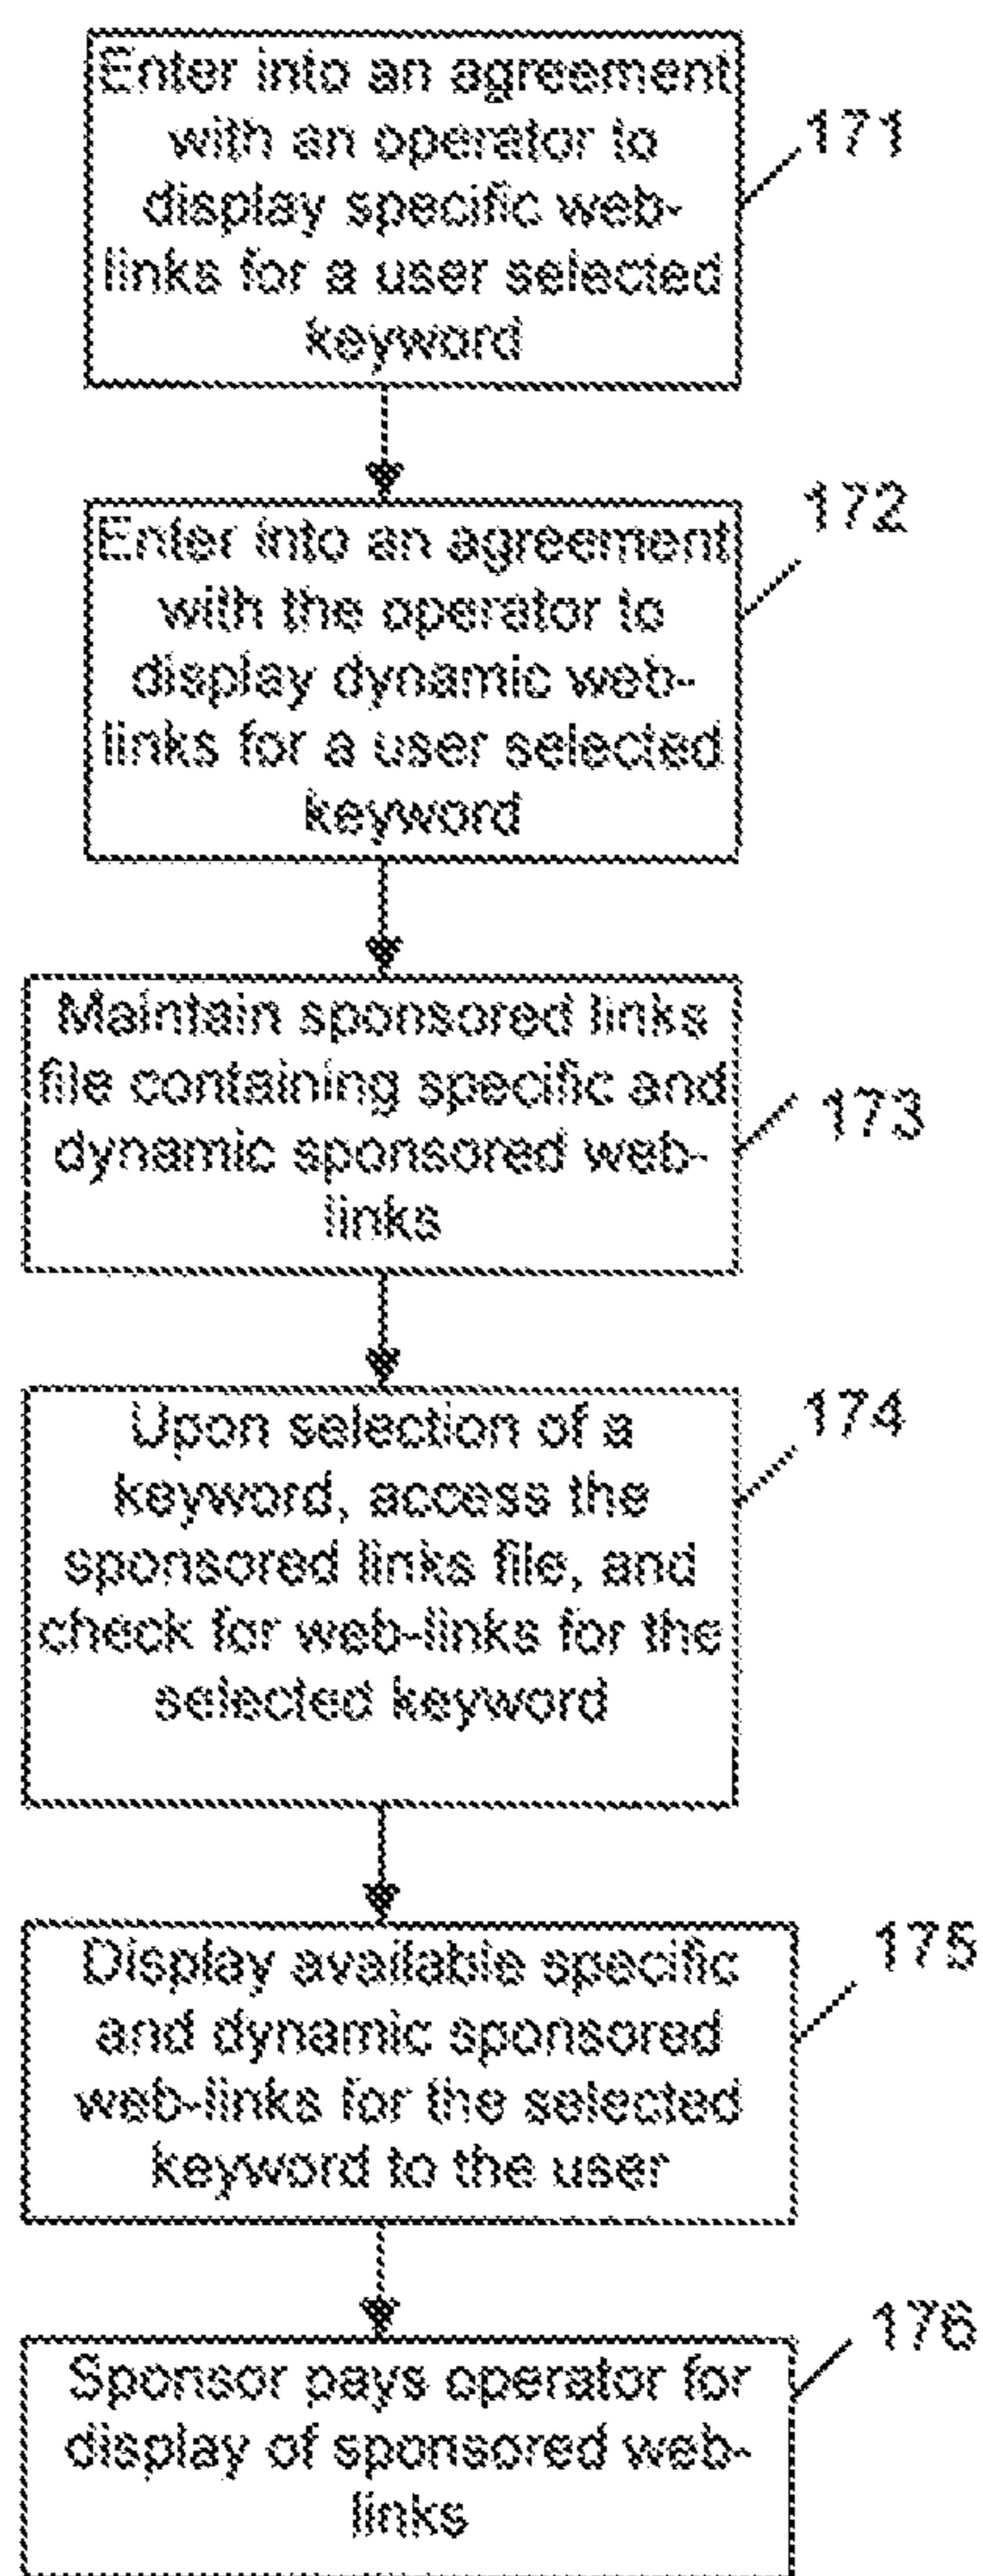 Enter into an agreement
with an operator to
display specific web-
links for a user selected
keyword
171
Enter into an agreement
with the operator to
display dynamic web-
links for a user selected
keyword
172
Maintain sponsored links
file containing specific and
dynamic sponsored web-
links
173
Upon selection of a
keyword, access the
sponsored links file, and
check for web-links for the
selected keyword
174
Display available specific
and dynamic sponsored
web-links for the selected
keyword to the user
175
Sponsor pays operator for
display of sponsored web-
links
176